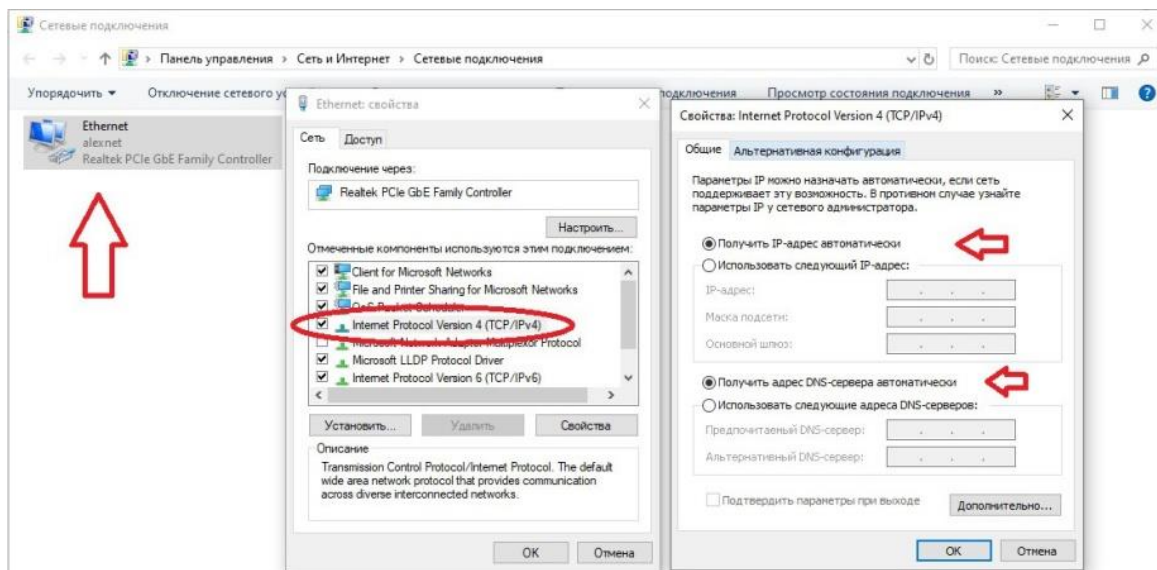 Сетевые подключения
Панель управления > Сеть и Интернет > Сетевые подключения
Поиск: Сетевые подключения
Упорядочить
Отключение сетевого ус
подключения
Просмотр состояния подключения
»
Ethernet
alexnet
Realtek PCIe GbE Family Controller
Ethernet: свойства
Сеть
Доступ
Подключение через:
Realtek PCIe GbE Family Controller
Настроить...
Отмеченные компоненты используются этим подключением:
Client for Microsoft Networks
File and Printer Sharing for Microsoft Networks
QoS Packet Scheduler
Internet Protocol Version 4 (TCP/IPv4)
Microsoft Network Adapter Multiplexor Protocol
Microsoft LLDP Protocol Driver
Internet Protocol Version 6 (TCP/IPv6)
Установить...
Удалить
Свойства
Описание
Transmission Control Protocol/Internet Protocol. The default
wide area network protocol that provides communication
across diverse interconnected networks.
OK
Отмена
Свойства: Internet Protocol Version 4 (TCP/IPv4)
Общие
Альтернативная конфигурация
Параметры IP можно назначать автоматически, если сеть
поддерживает эту возможность. В противном случае узнайте
параметры IP у сетевого администратора.
Получить IP-адрес автоматически
Использовать следующий IP-адрес:
IP-адрес:
Маска подсети:
Основной шлюз:
Получить адрес DNS-сервера автоматически
Использовать следующие адреса DNS-серверов:
Предпочитаемый DNS-сервер:
Альтернативный DNS-сервер:
Подтвердить параметры при выходе
Дополнительно...
OK
Отмена